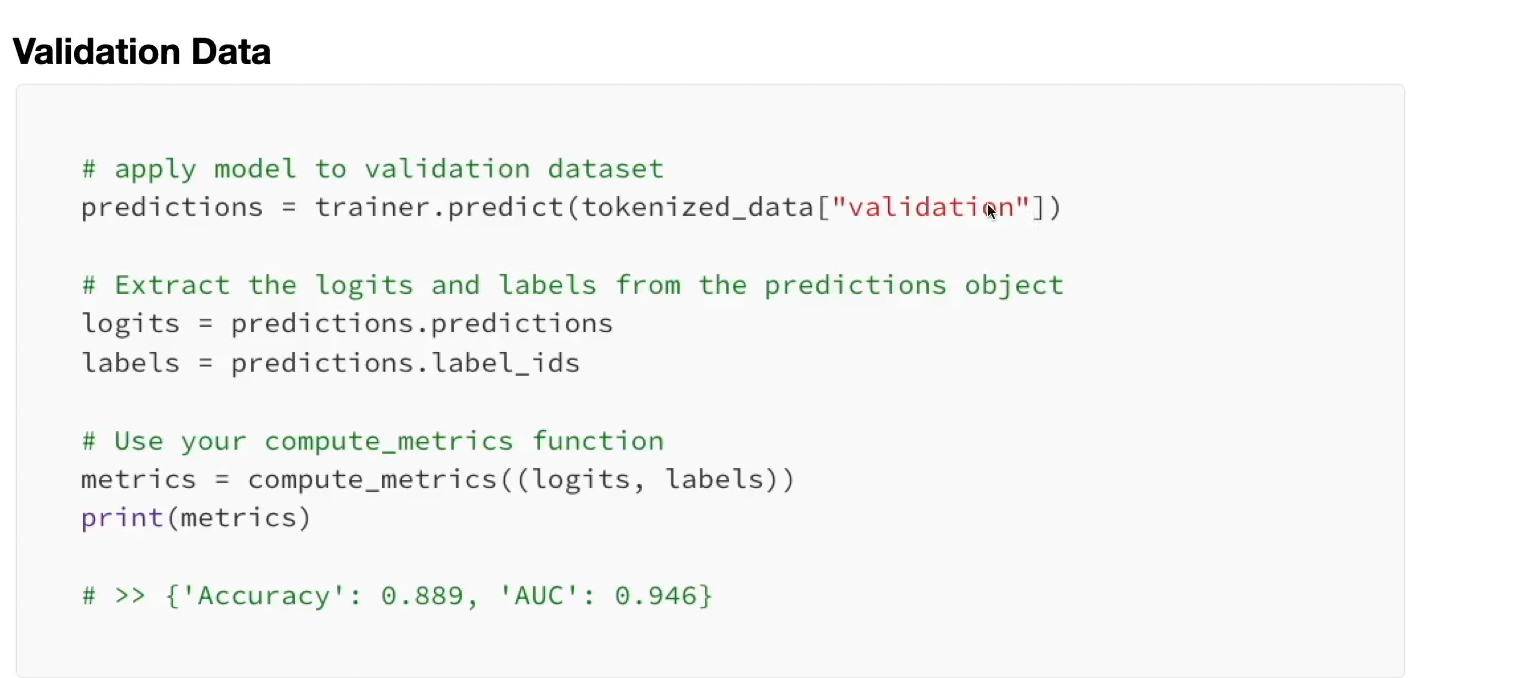 Validation Data
# apply model to validation dataset
predictions = trainer.predict(tokenized_data["validation"])
# Extract the logits and labels from the predictions object
logits = predictions.predictions
labels = predictions.label_ids
# Use your compute_metrics function
metrics = compute_metrics((logits, labels))
print(metrics)
# >> {'Accuracy': 0.889, 'AUC': 0.946}